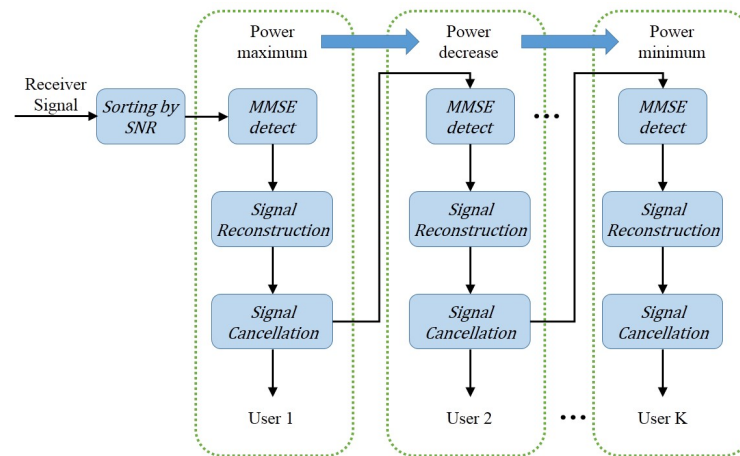 Power
maximum
Power
decrease
Power
minimum
Receiver
Signal
Sorting by
SNR
MMSE
detect
MMSE
detect
...
MMSE
detect
Signal
Reconstruction
Signal
Reconstruction
Signal
Reconstruction
Signal
Cancellation
Signal
Cancellation
Signal
Cancellation
User 1
User 2
...
User K